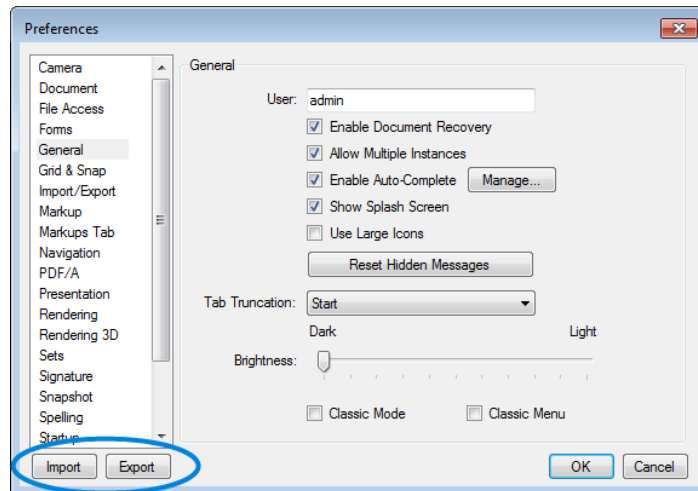 Preferences
Camera
Document
File Access
Forms
General
Grid & Snap
Import/Export
Markup
Markups Tab
Navigation
PDF/A
Presentation
Rendering
Rendering 3D
Sets
Signature
Snapshot
Spelling
Startup
General
User: admin
Enable Document Recovery
Allow Multiple Instances
Enable Auto-Complete Manage...
Show Splash Screen
Use Large Icons
Reset Hidden Messages
Tab Truncation: Start
Dark Light
Brightness:
Classic Mode Classic Menu
Import Export OK Cancel